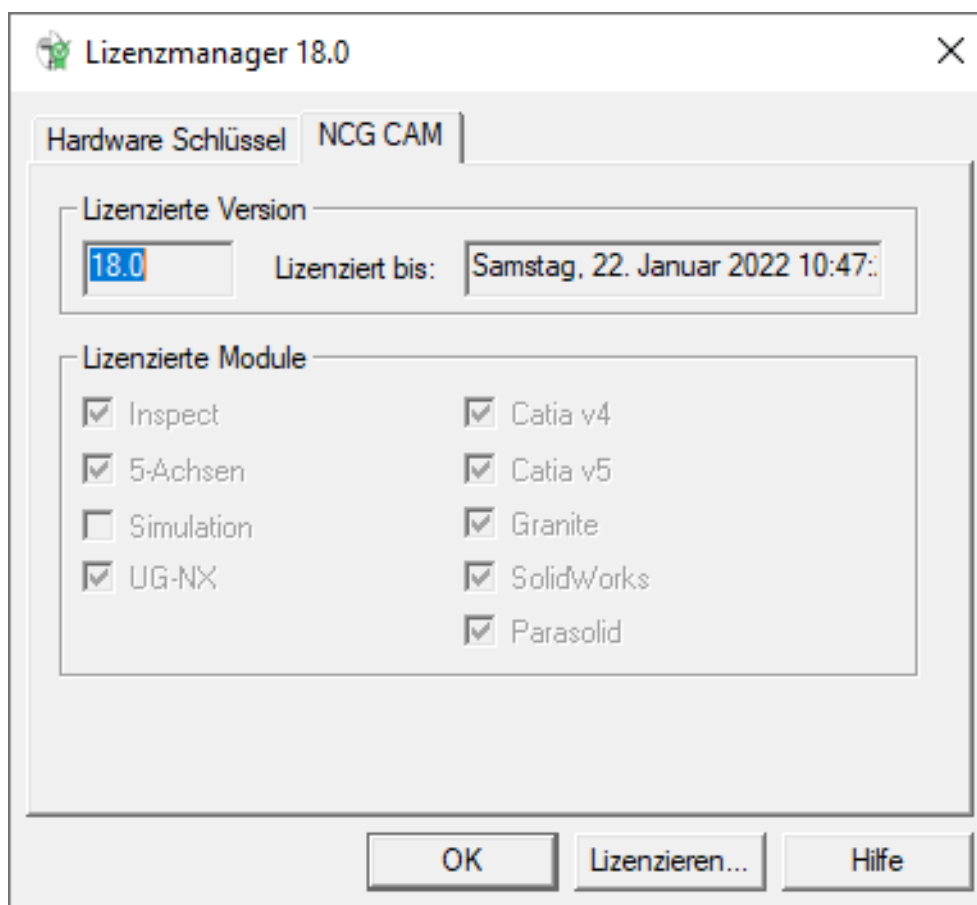 Lizenzmanager 18.0
Hardware Schlüssel NCG CAM
Lizenzierte Version
18.0 Lizenziert bis: Samstag, 22. Januar 2022 10:47:
Lizenzierte Module
Inspect Catia v4
5-Achsen Catia v5
Simulation Granite
UG-NX SolidWorks
Parasolid
OK Lizenzieren... Hilfe